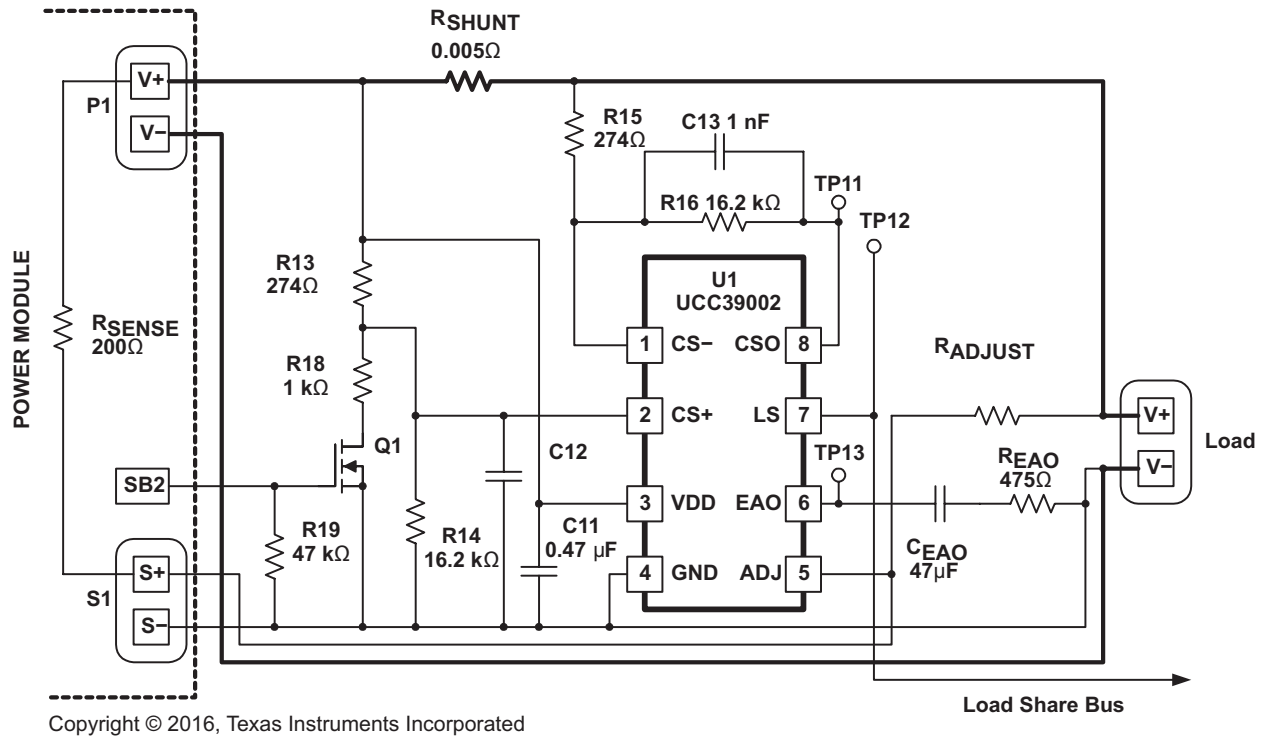 RSHUNT
0.005Ω
V+
P1
V−
R15
274Ω
C13 1 nF
TP11
R16 16.2 kΩ
TP12
POWER MODULE
RSENSE
200Ω
R13
274Ω
U1
UCC39002
1
CS−
CSO
8
RADJUST
R18
1 kΩ
2
CS+
LS
7
V+
Load
V−
Q1
C12
TP13
REAO
475Ω
SB2
3
VDD
EAO
6
R19
47 kΩ
R14
16.2 kΩ
C11
0.47 µF
CEAO
47µF
4
GND
ADJ
5
S+
S1
S−
Load Share Bus
Copyright © 2016, Texas Instruments Incorporated